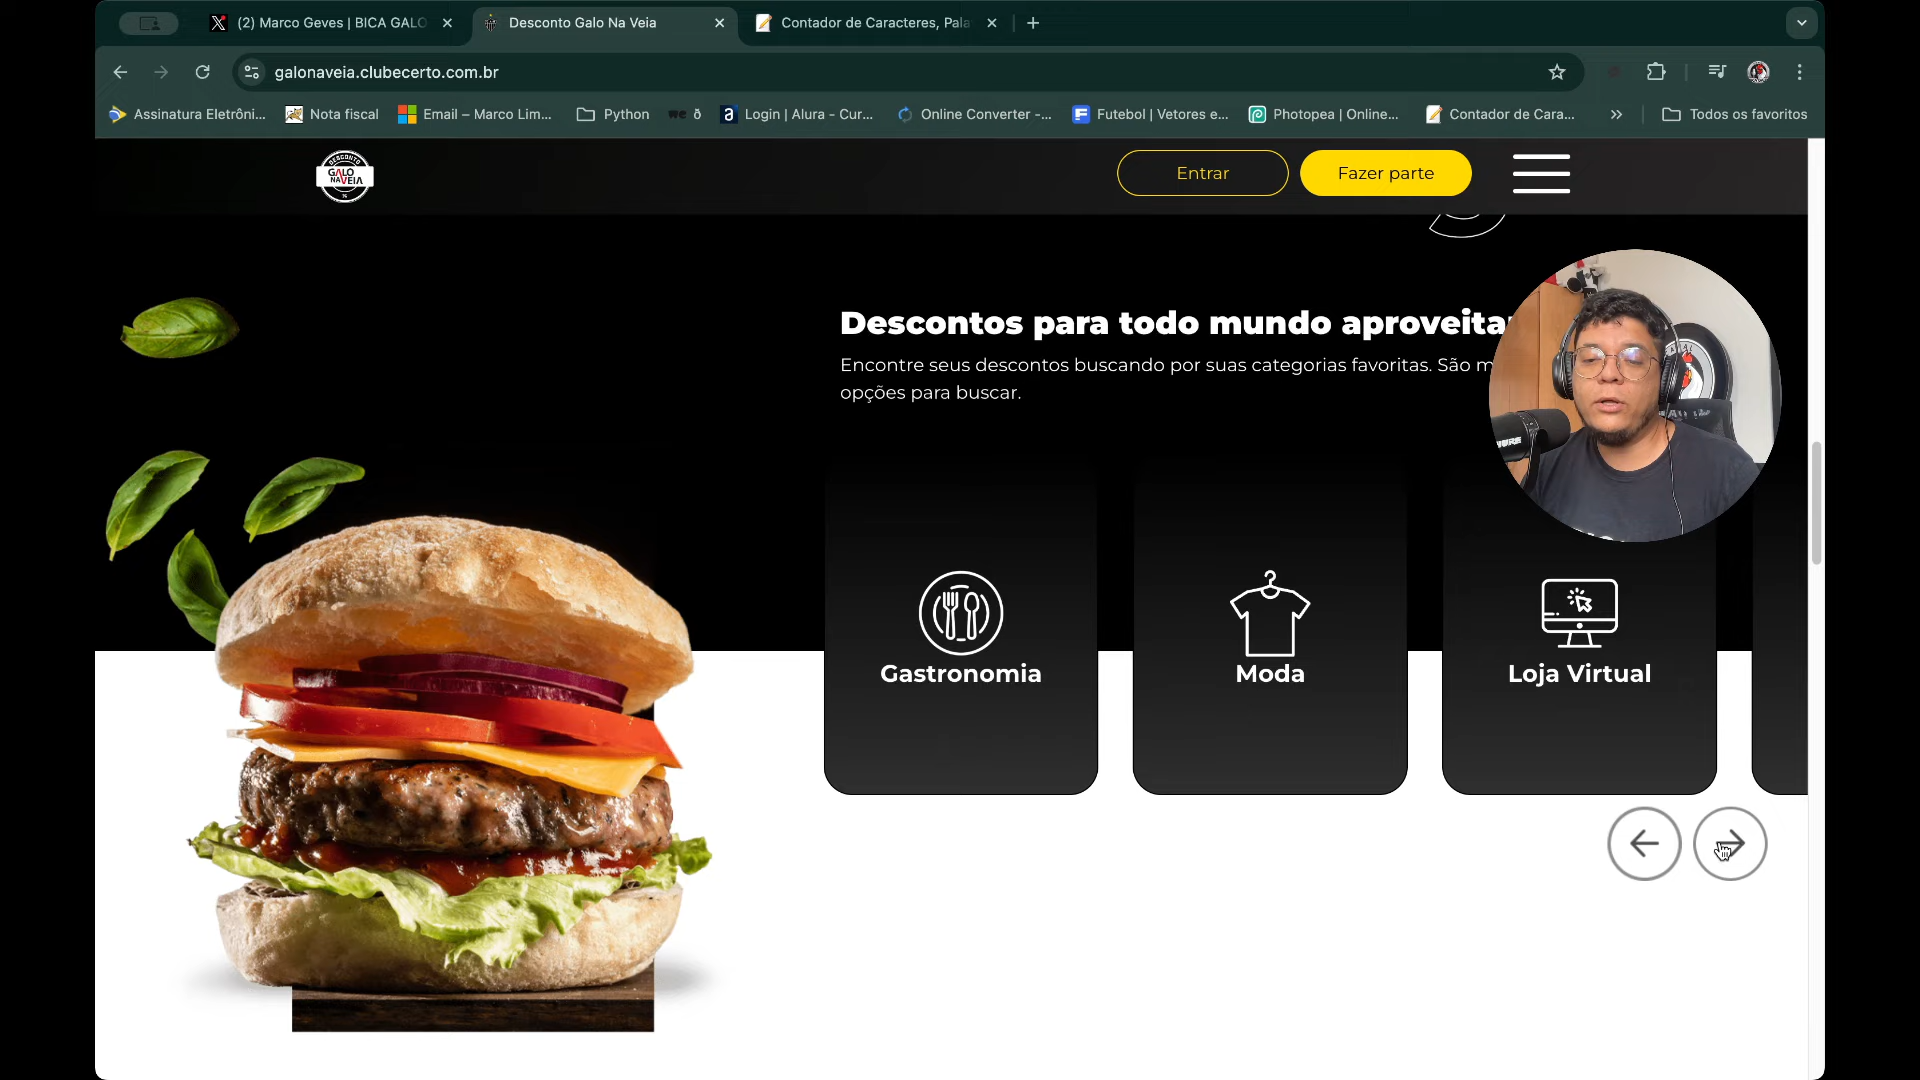 (2) Marco Geves | BICA GALO
Desconto Galo Na Veia
Contador de Caracteres, Pala
galonaveia.clubecerto.com.br
Assinatura Eletrôni...
Nota fiscal
Email – Marco Lim...
Python
we
Login | Alura - Cur...
Online Converter -...
Futebol | Vetores e...
Photopea | Online...
Contador de Cara...
Todos os favoritos
DESCONTO
GALO
NAVEIA
Entrar
Fazer parte
Descontos para todo mundo aproveita
Encontre seus descontos buscando por suas categorias favoritas. São m
opções para buscar.
Gastronomia
Moda
Loja Virtual